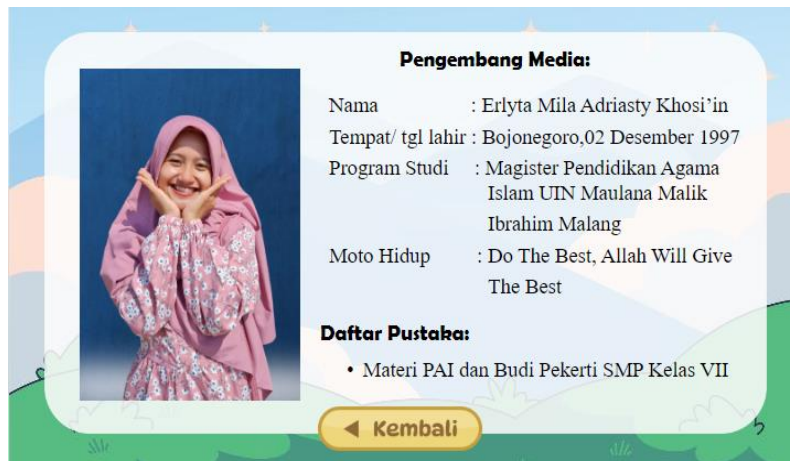 Pengembang Media:
Nama : Erlyta Mila Adriasty Khosi’in
Tempat/ tgl lahir : Bojonegoro,02 Desember 1997
Program Studi : Magister Pendidikan Agama
Islam UIN Maulana Malik
Ibrahim Malang
Moto Hidup : Do The Best, Allah Will Give
The Best
Daftar Pustaka:
• Materi PAI dan Budi Pekerti SMP Kelas VII
Kembali